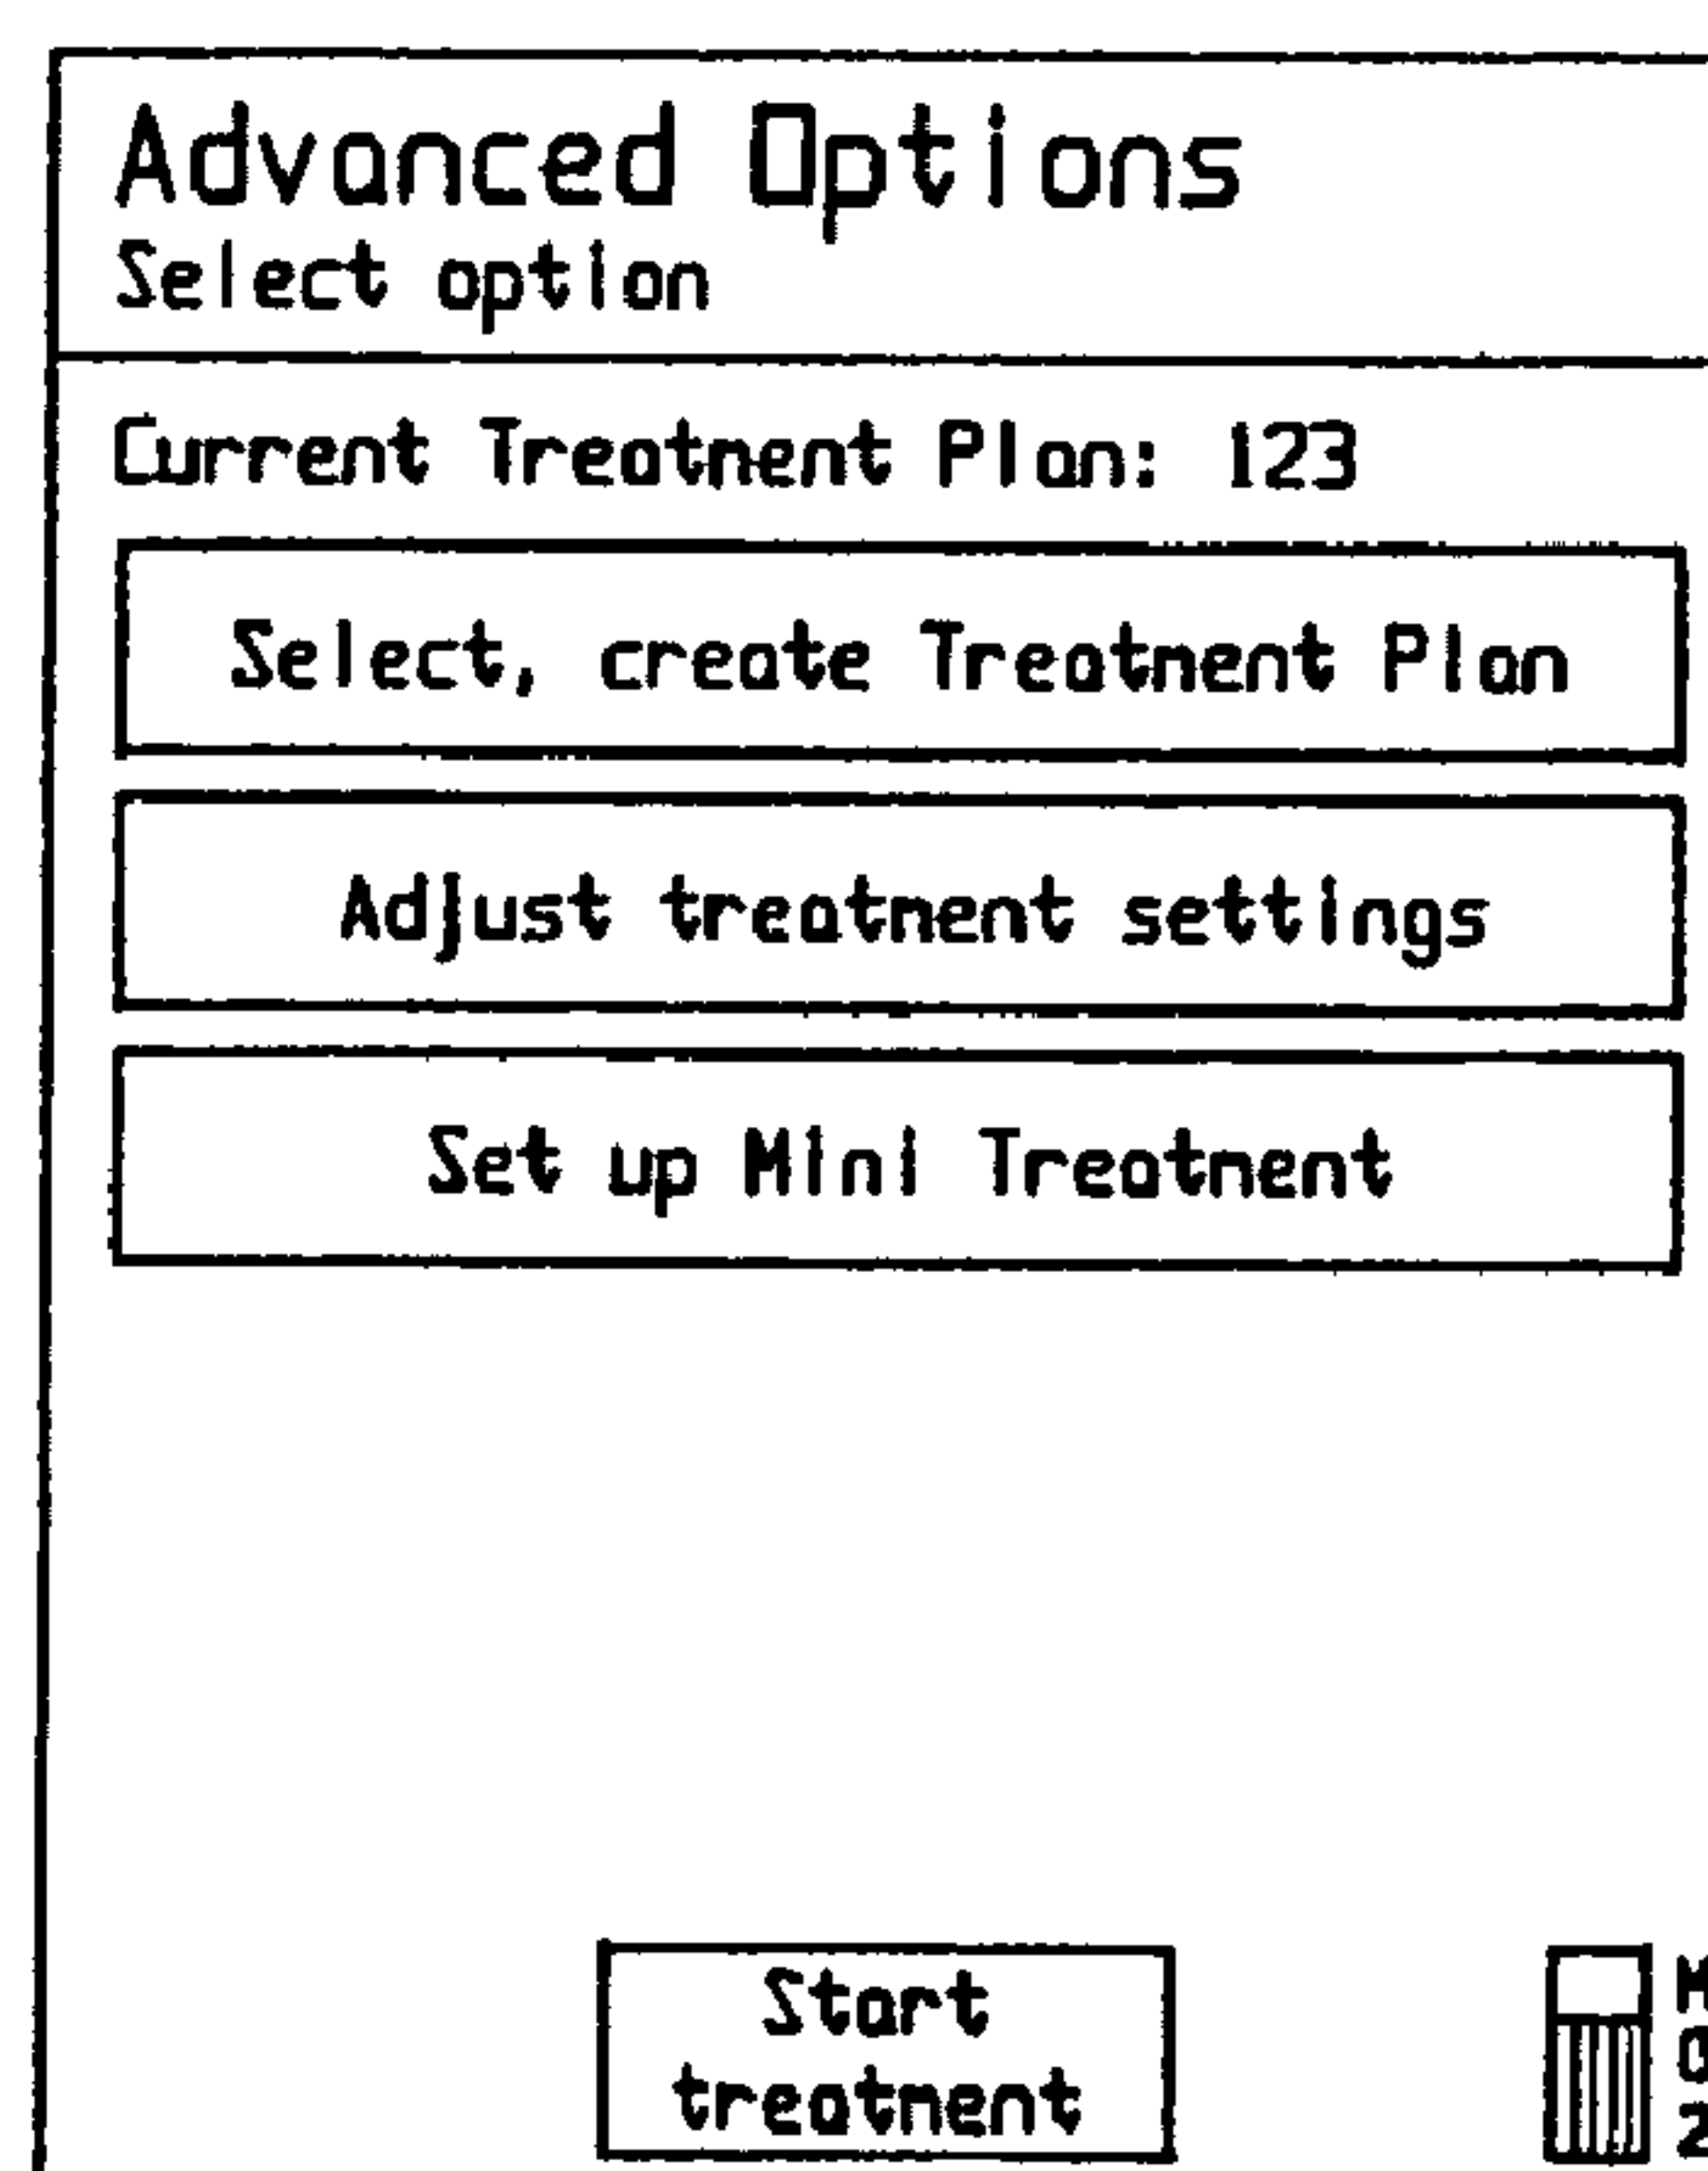 Advanced Options
Select option
Current Treatment Plan: 123
Select, create Treatment Plan
Adjust treatment settings
Set up Mini Treatment
Start
treatment